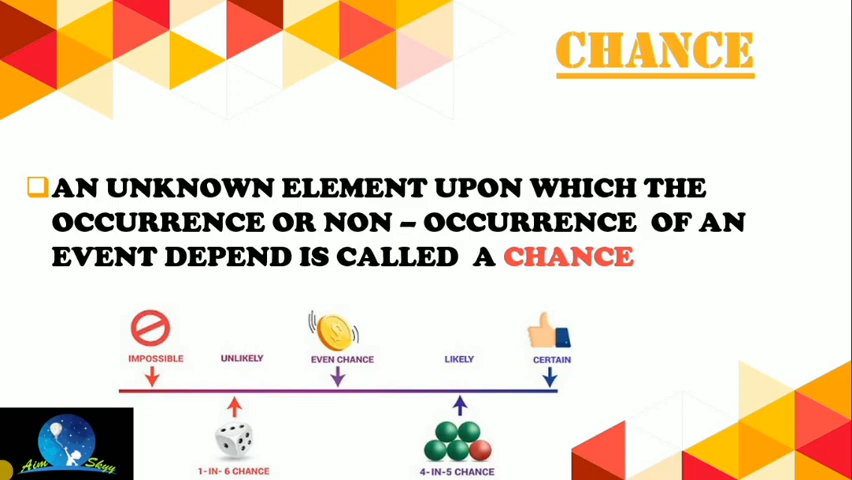 CHANCE
AN UNKNOWN ELEMENT UPON WHICH THE
OCCURRENCE OR NON – OCCURRENCE OF AN
EVENT DEPEND IS CALLED A CHANCE
IMPOSSIBLE UNLIKELY EVEN CHANCE LIKELY CERTAIN
1-IN- 6 CHANCE 4-IN-5 CHANCE
Aim Skyy